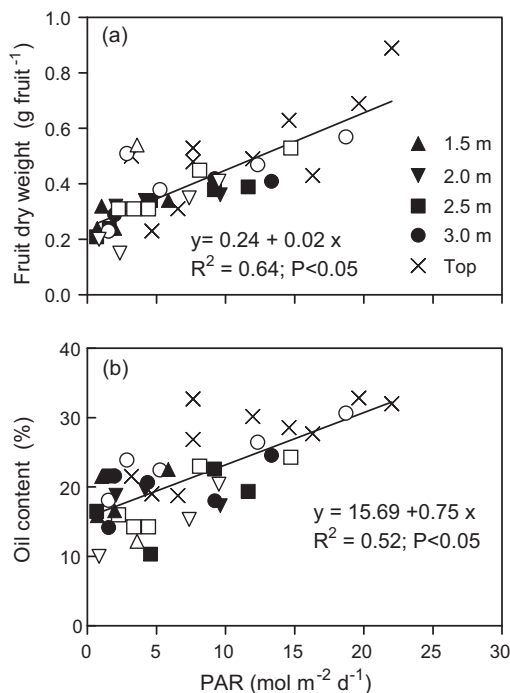 (a)
Fruit dry weight (g fruit⁻¹)
1.0
0.8
0.6
0.4
0.2
0.0
1.5 m
2.0 m
2.5 m
3.0 m
Top
y= 0.24 + 0.02 x
R² = 0.64; P<0.05
(b)
Oil content (%)
40
30
20
10
0
y = 15.69 +0.75 x
R² = 0.52; P<0.05
0 5 10 15 20 25 30
PAR (mol m⁻² d⁻¹)